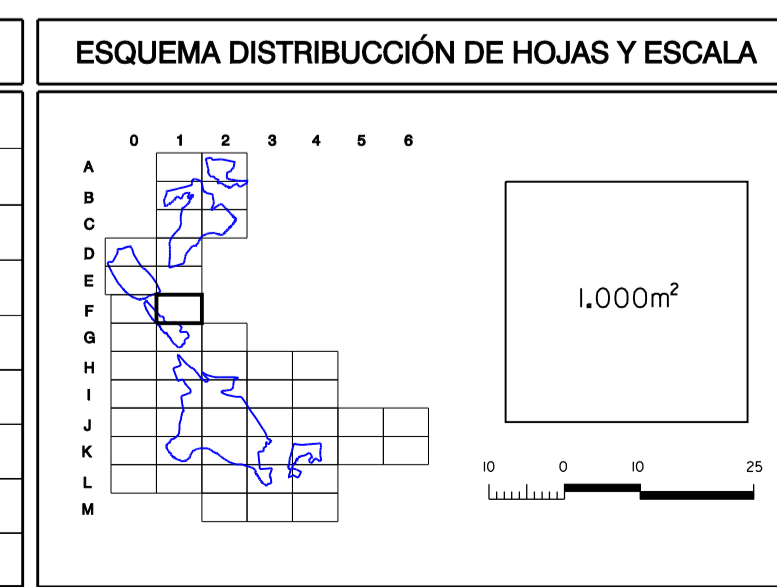 ESQUEMA DISTRIBUCCIÓN DE HOJAS Y ESCALA
0 1 2 3 4 5 6
A
B
C
D
E
F
G
H
I
J
K
L
M
1.000m²
10 0 10 25